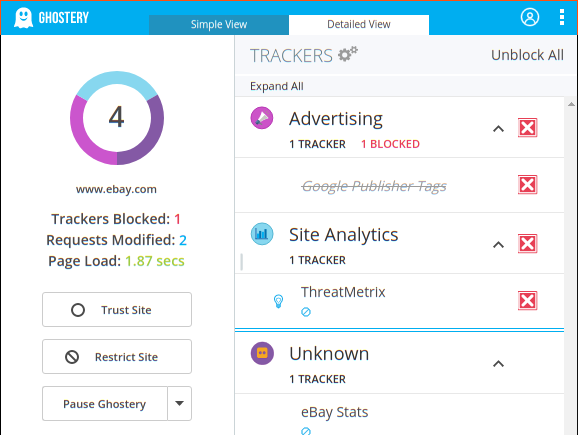 GHOSTERY
Simple View
Detailed View
4
www.ebay.com
Trackers Blocked: 1
Requests Modified: 2
Page Load: 1.87 secs
Trust Site
Restrict Site
Pause Ghostery
TRACKERS
Unblock All
Expand All
Advertising
1 TRACKER 1 BLOCKED
Google Publisher Tags
Site Analytics
1 TRACKER
ThreatMetrix
Unknown
1 TRACKER
eBay Stats